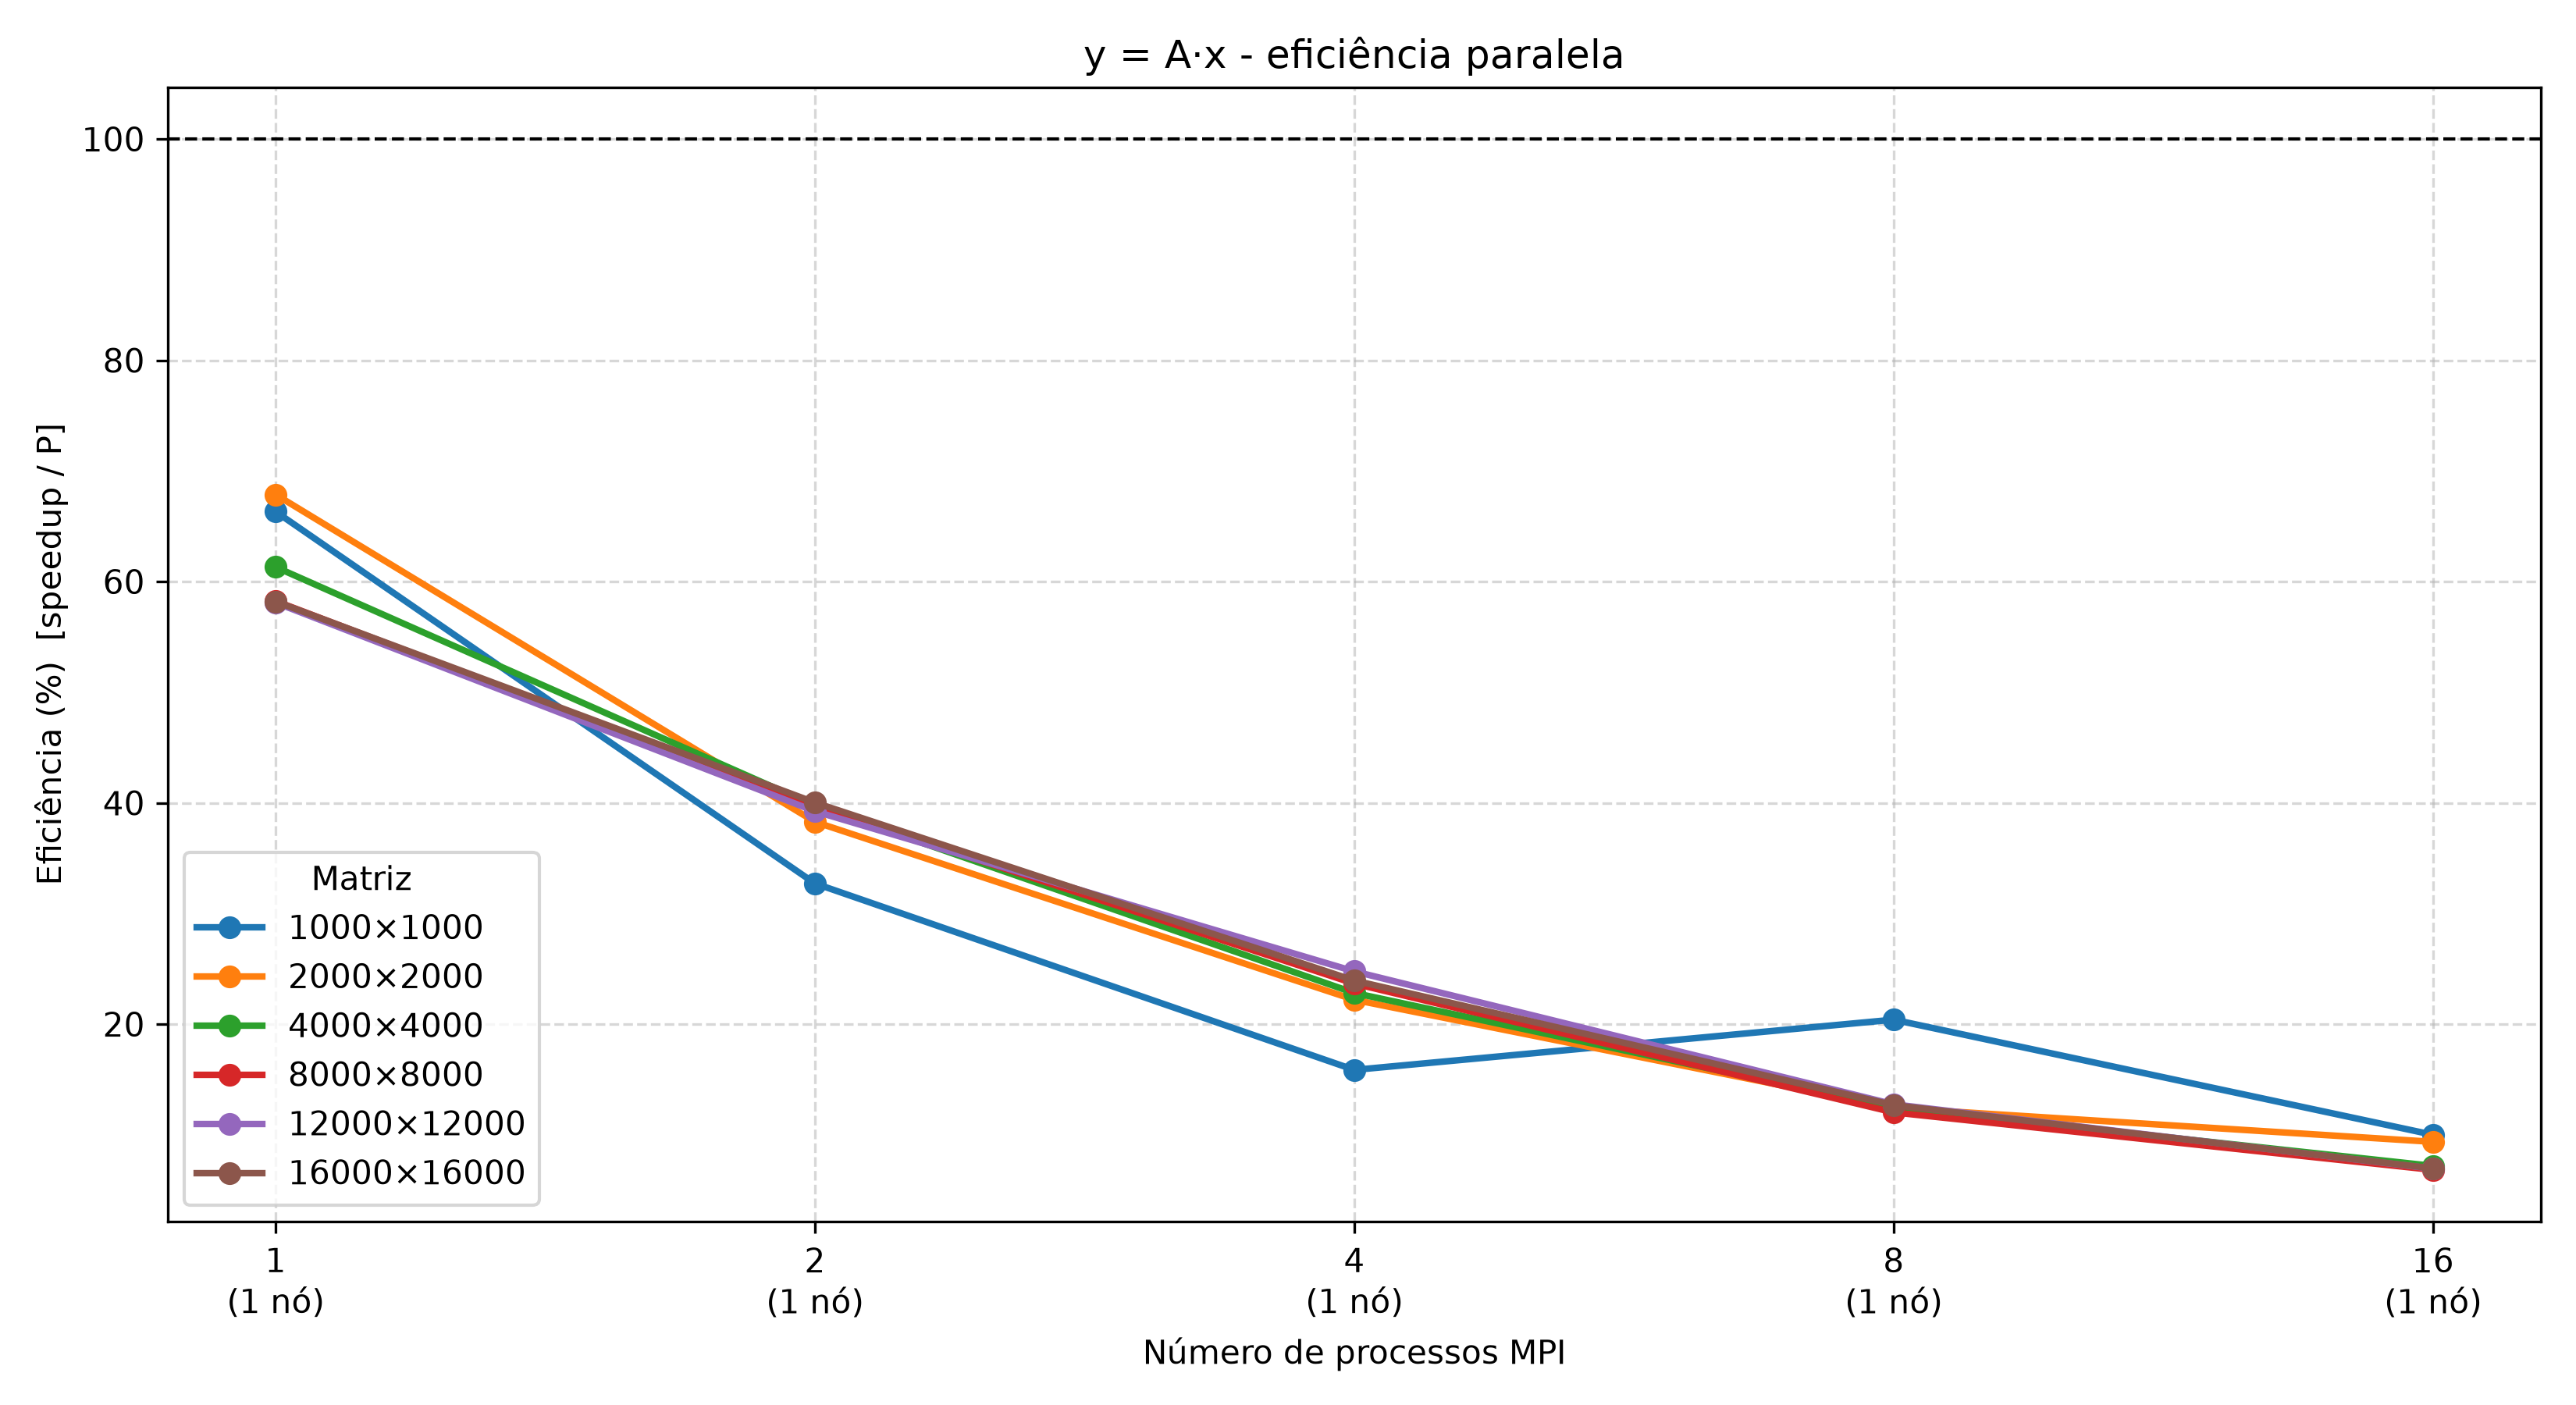 y = A·x - eficiência paralela
Eficiência (%)  [speedup / P]
100
80
60
40
20
Matriz
1000×1000
2000×2000
4000×4000
8000×8000
12000×12000
16000×16000
1 2 4 8 16
(1 nó) (1 nó) (1 nó) (1 nó) (1 nó)
Número de processos MPI